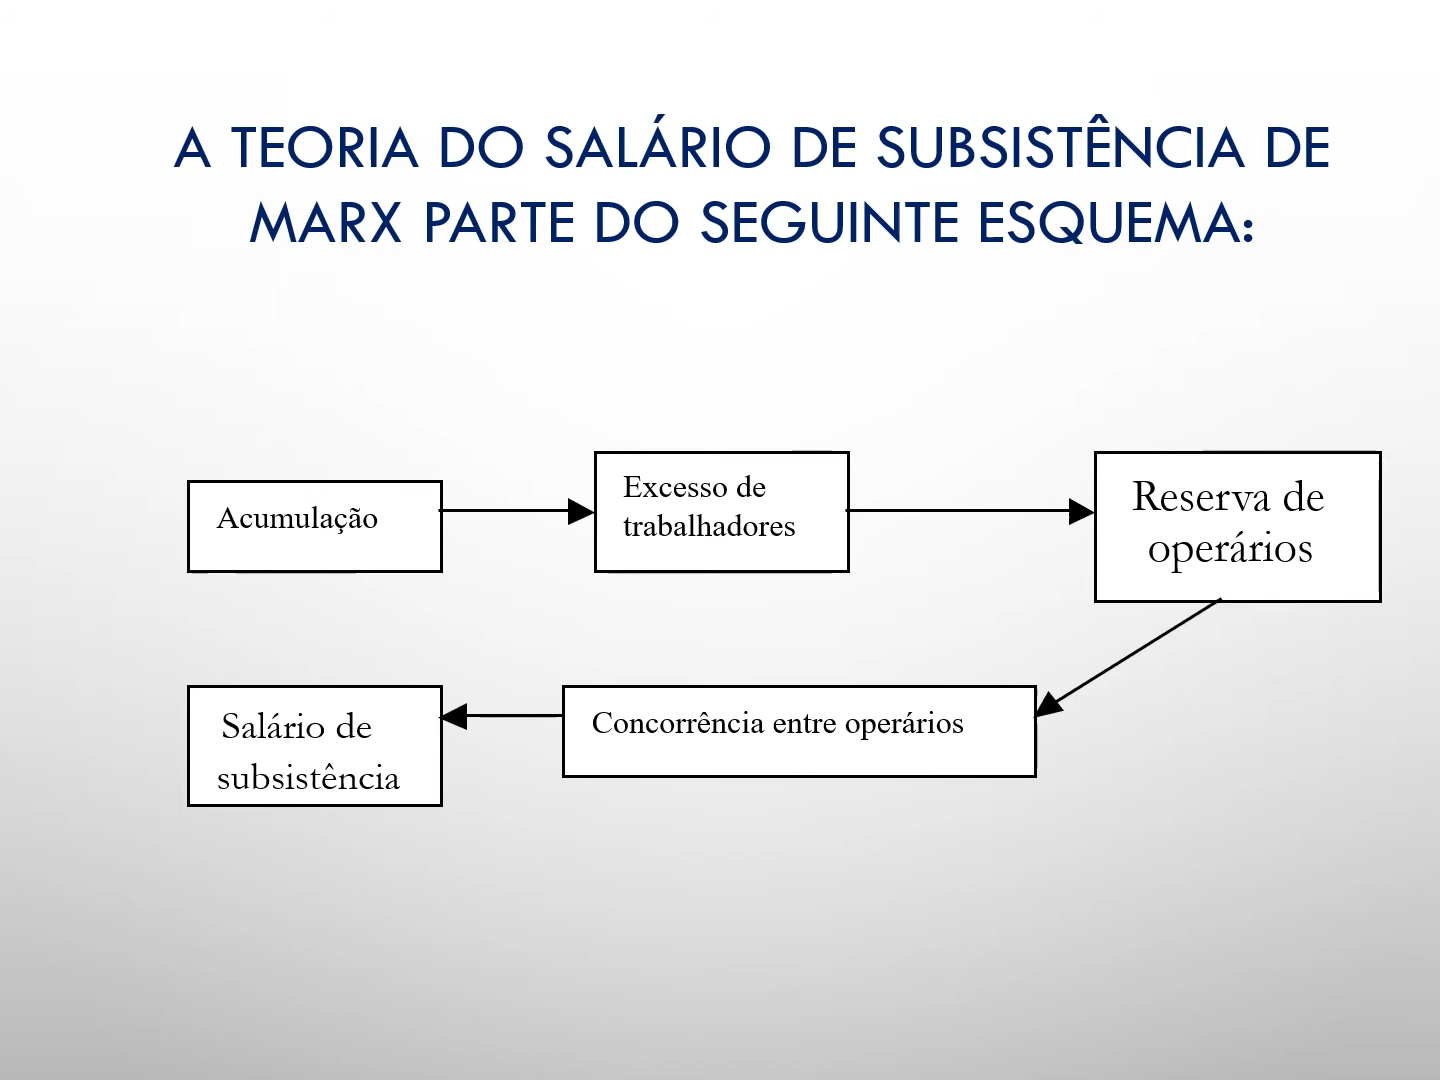 A TEORIA DO SALÁRIO DE SUBSISTÊNCIA DE
MARX PARTE DO SEGUINTE ESQUEMA:
Acumulação
Excesso de
trabalhadores
Reserva de
operários
Concorrência entre operários
Salário de
subsistência